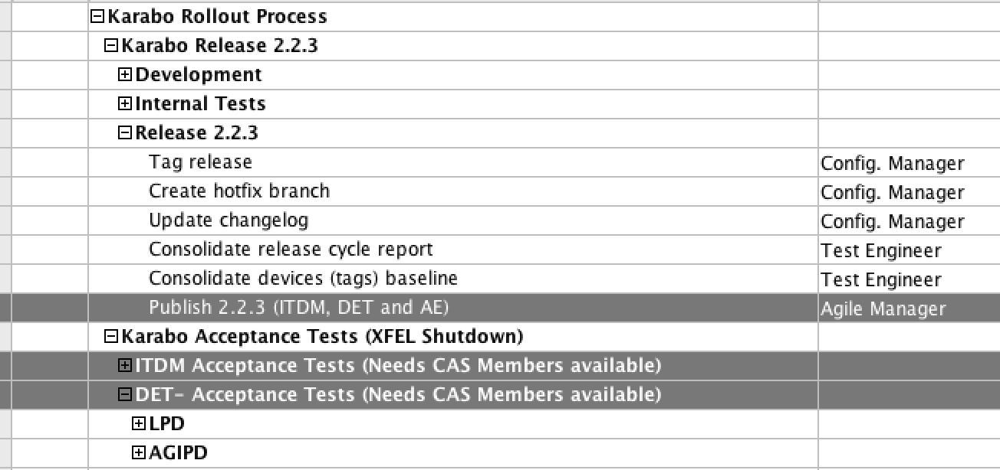 Karabo Rollout Process
Karabo Release 2.2.3
Development
Internal Tests
Release 2.2.3
Tag release Config. Manager
Create hotfix branch Config. Manager
Update changelog Config. Manager
Consolidate release cycle report Test Engineer
Consolidate devices (tags) baseline Test Engineer
Publish 2.2.3 (ITDM, DET and AE) Agile Manager
Karabo Acceptance Tests (XFEL Shutdown)
ITDM Acceptance Tests (Needs CAS Members available)
DET- Acceptance Tests (Needs CAS Members available)
LPD
AGIPD